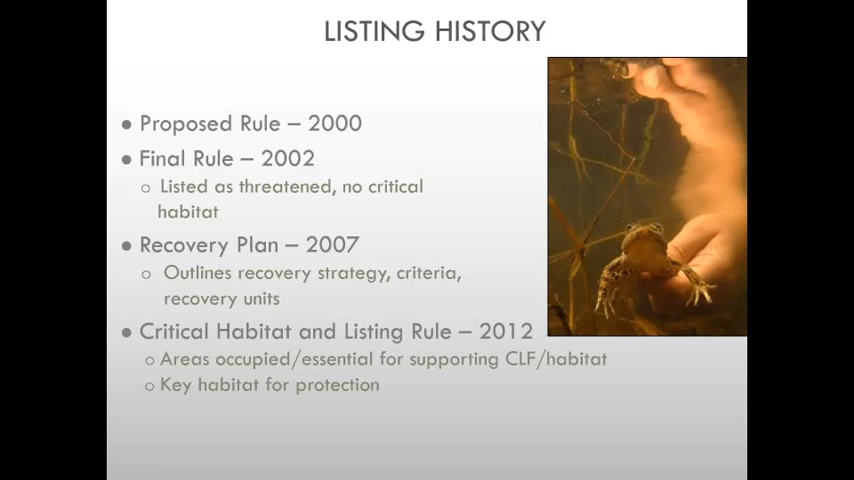 LISTING HISTORY
● Proposed Rule – 2000
● Final Rule – 2002
○ Listed as threatened, no critical
habitat
● Recovery Plan – 2007
○ Outlines recovery strategy, criteria,
recovery units
● Critical Habitat and Listing Rule – 2012
○ Areas occupied/essential for supporting CLF/habitat
○ Key habitat for protection